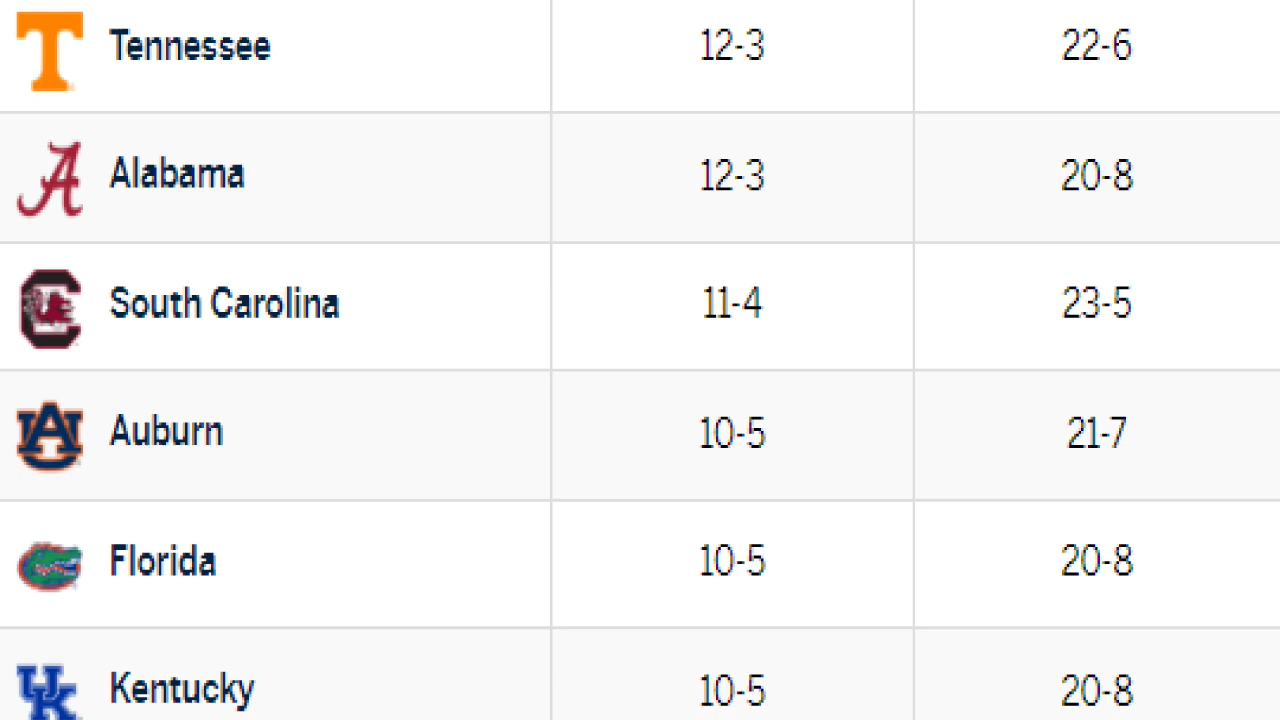 Tennessee 12-3 22-6
Alabama 12-3 20-8
South Carolina 11-4 23-5
Auburn 10-5 21-7
Florida 10-5 20-8
Kentucky 10-5 20-8